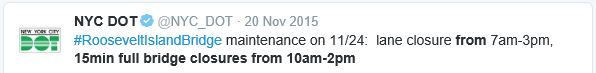 NEW YORK CITY
DOT
NYC DOT @NYC_DOT · 20 Nov 2015
#RooseveltIslandBridge maintenance on 11/24: lane closure from 7am-3pm,
15min full bridge closures from 10am-2pm